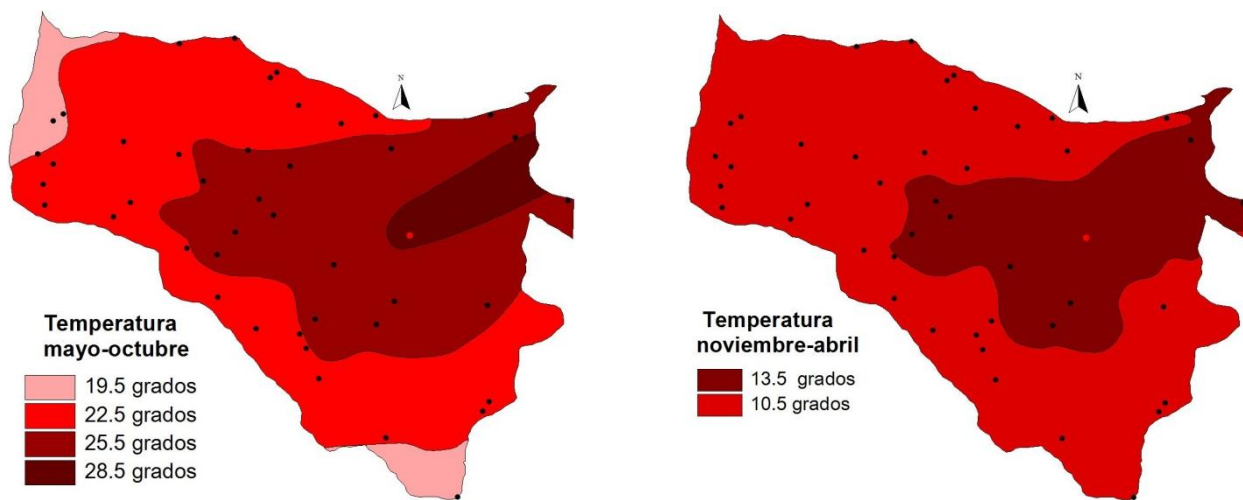 N
Temperatura
mayo-octubre
19.5 grados
22.5 grados
25.5 grados
28.5 grados
N
Temperatura
noviembre-abril
13.5 grados
10.5 grados